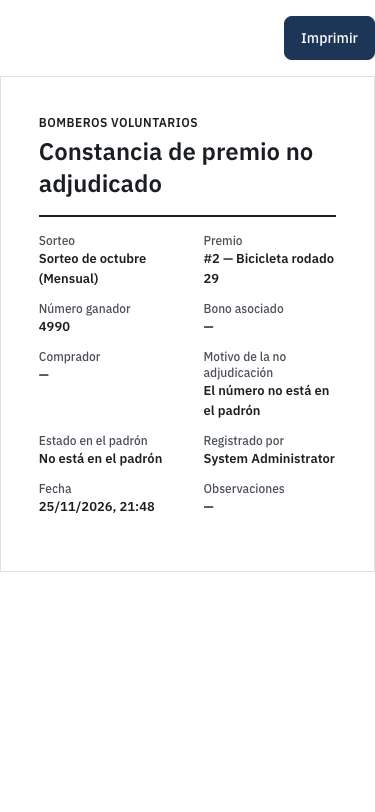 Imprimir
BOMBEROS VOLUNTARIOS
Constancia de premio no
adjudicado
Sorteo
Sorteo de octubre
(Mensual)
Premio
#2 — Bicicleta rodado
29
Número ganador
4990
Bono asociado
—
Comprador
—
Motivo de la no
adjudicación
El número no está en
el padrón
Estado en el padrón
No está en el padrón
Registrado por
System Administrator
Fecha
25/11/2026, 21:48
Observaciones
—